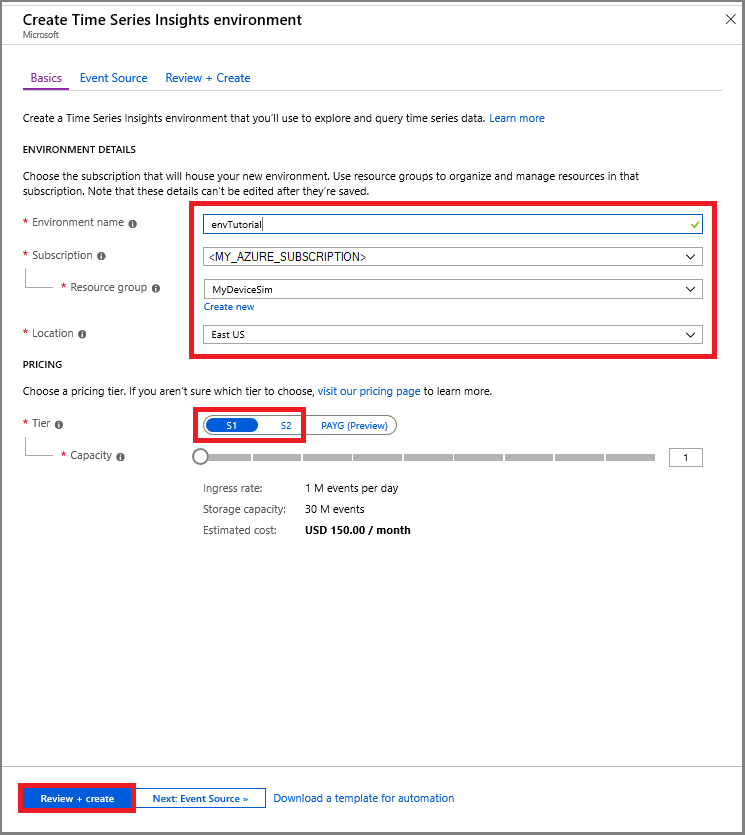 Create Time Series Insights environment
Microsoft
Basics Event Source Review + Create
Create a Time Series Insights environment that you'll use to explore and query time series data. Learn more
ENVIRONMENT DETAILS
Choose the subscription that will house your new environment. Use resource groups to organize and manage resources in that
subscription. Note that these details can't be edited after they're saved.
* Environment name envTutorial
* Subscription <MY_AZURE_SUBSCRIPTION>
* Resource group MyDeviceSim
Create new
* Location East US
PRICING
Choose a pricing tier. If you aren't sure which tier to choose, visit our pricing page to learn more.
* Tier S1 S2 PAYG (Preview)
* Capacity 1
Ingress rate: 1 M events per day
Storage capacity: 30 M events
Estimated cost: USD 150.00 / month
Review + create Next: Event Source » Download a template for automation